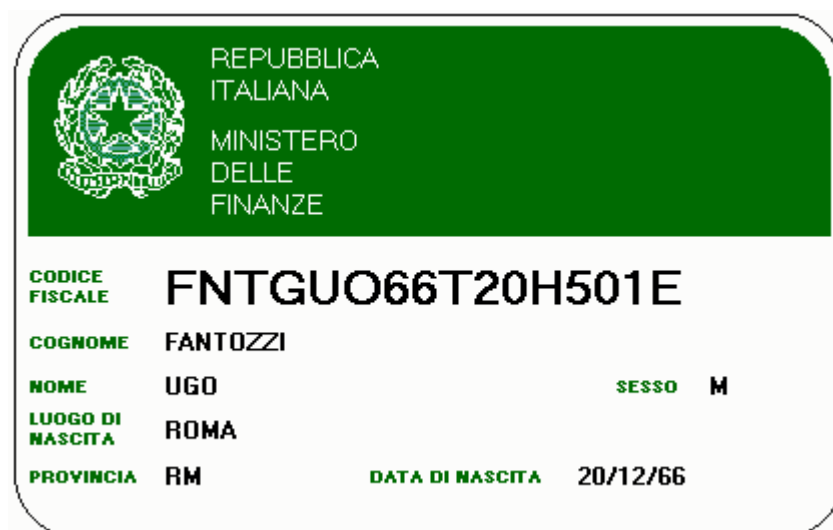 REPUBBLICA
ITALIANA
MINISTERO
DELLE
FINANZE
CODICE
FISCALE FNTGUO66T20H501E
COGNOME FANTOZZI
NOME UGO SESSO M
LUOGO DI
NASCITA ROMA
PROVINCIA RM DATA DI NASCITA 20/12/66